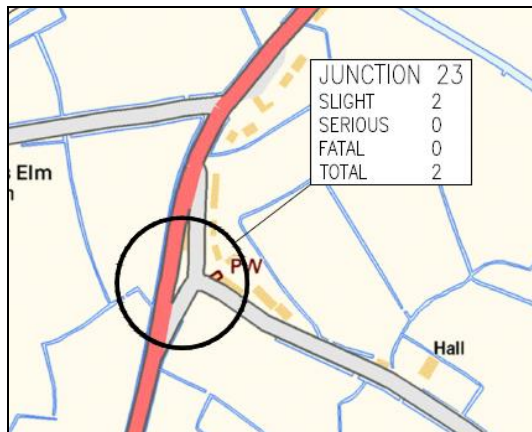 JUNCTION 23
SLIGHT 2
SERIOUS 0
FATAL 0
TOTAL 2
s Elm
n
PW
Hall